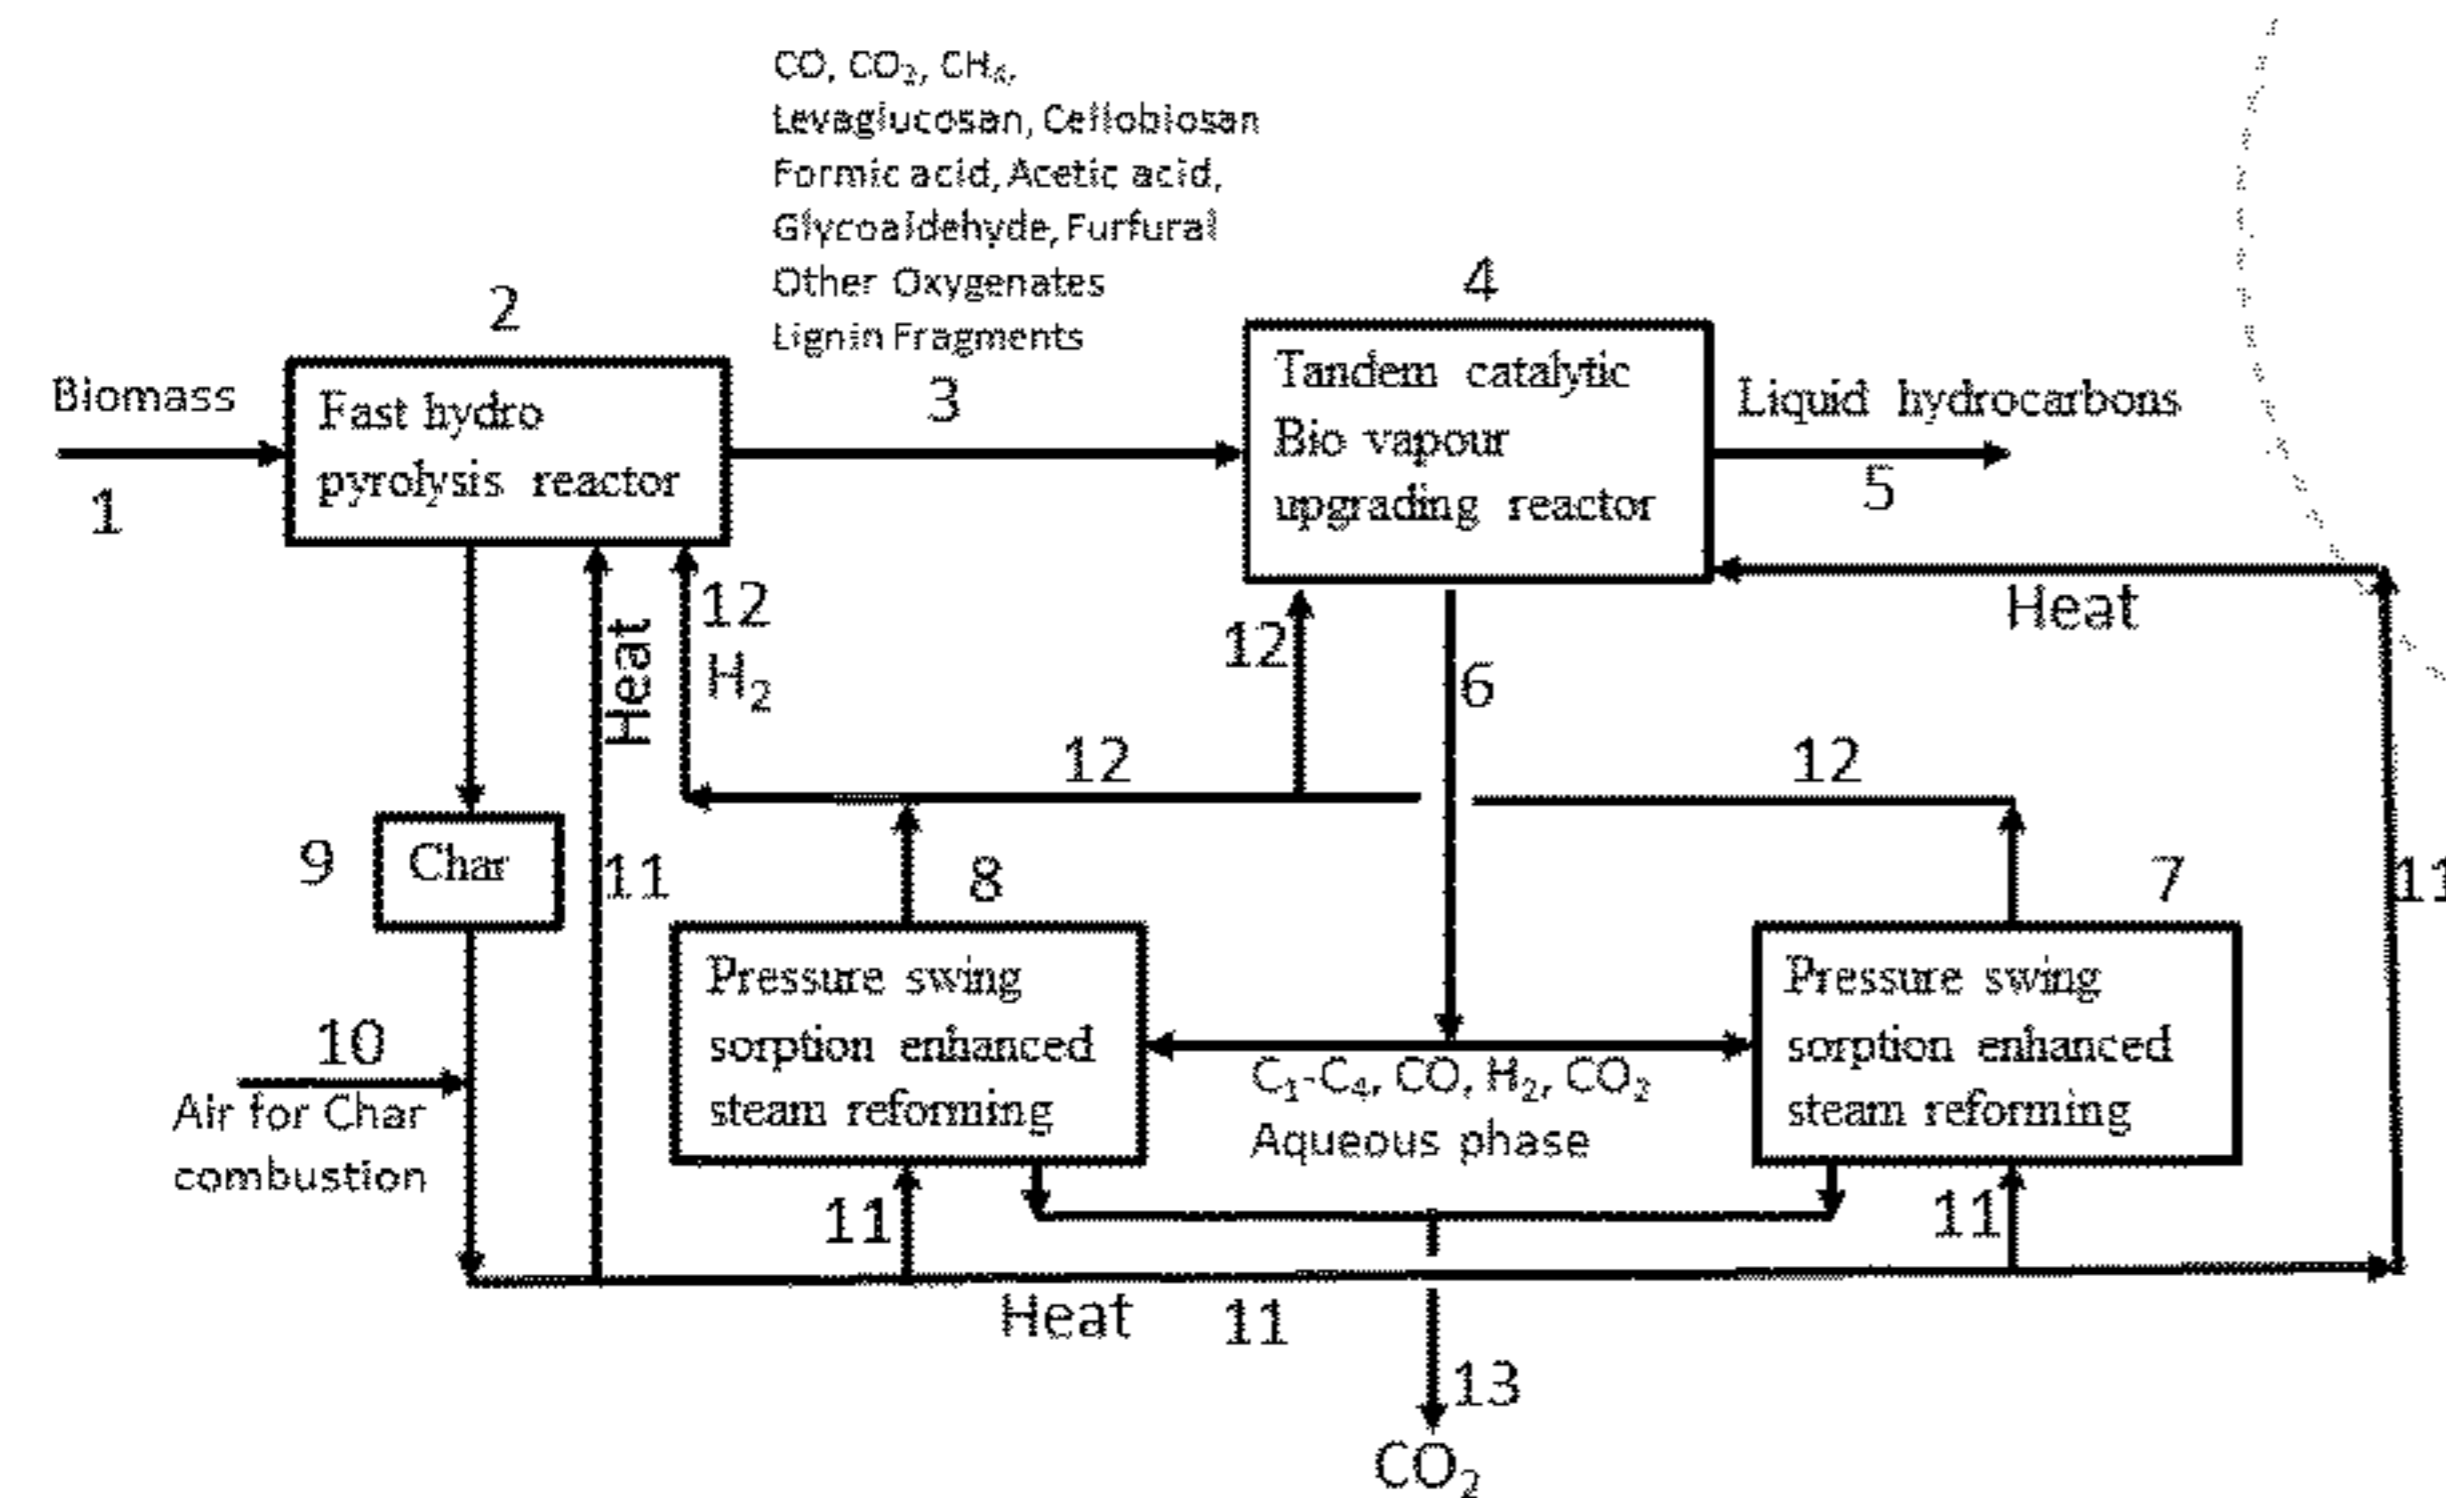 CO, CO₂, CH₄,
Levaglucosan, Cellobiosan
Formic acid, Acetic acid,
Glycoaldehyde, Furfural
Other Oxygenates
Lignin Fragments
3
2
Biomass
1
Fast hydro
pyrolysis reactor
4
Tandem catalytic
Bio vapour
upgrading reactor
Liquid hydrocarbons
5
Heat
12
H₂
Heat
12
6
12
12
9
Char
11
8
7
11
10
Air for Char
combustion
Pressure swing
sorption enhanced
steam reforming
C₁-C₄, CO, H₂, CO₂
Aqueous phase
Pressure swing
sorption enhanced
steam reforming
11
11
Heat
11
13
CO₂